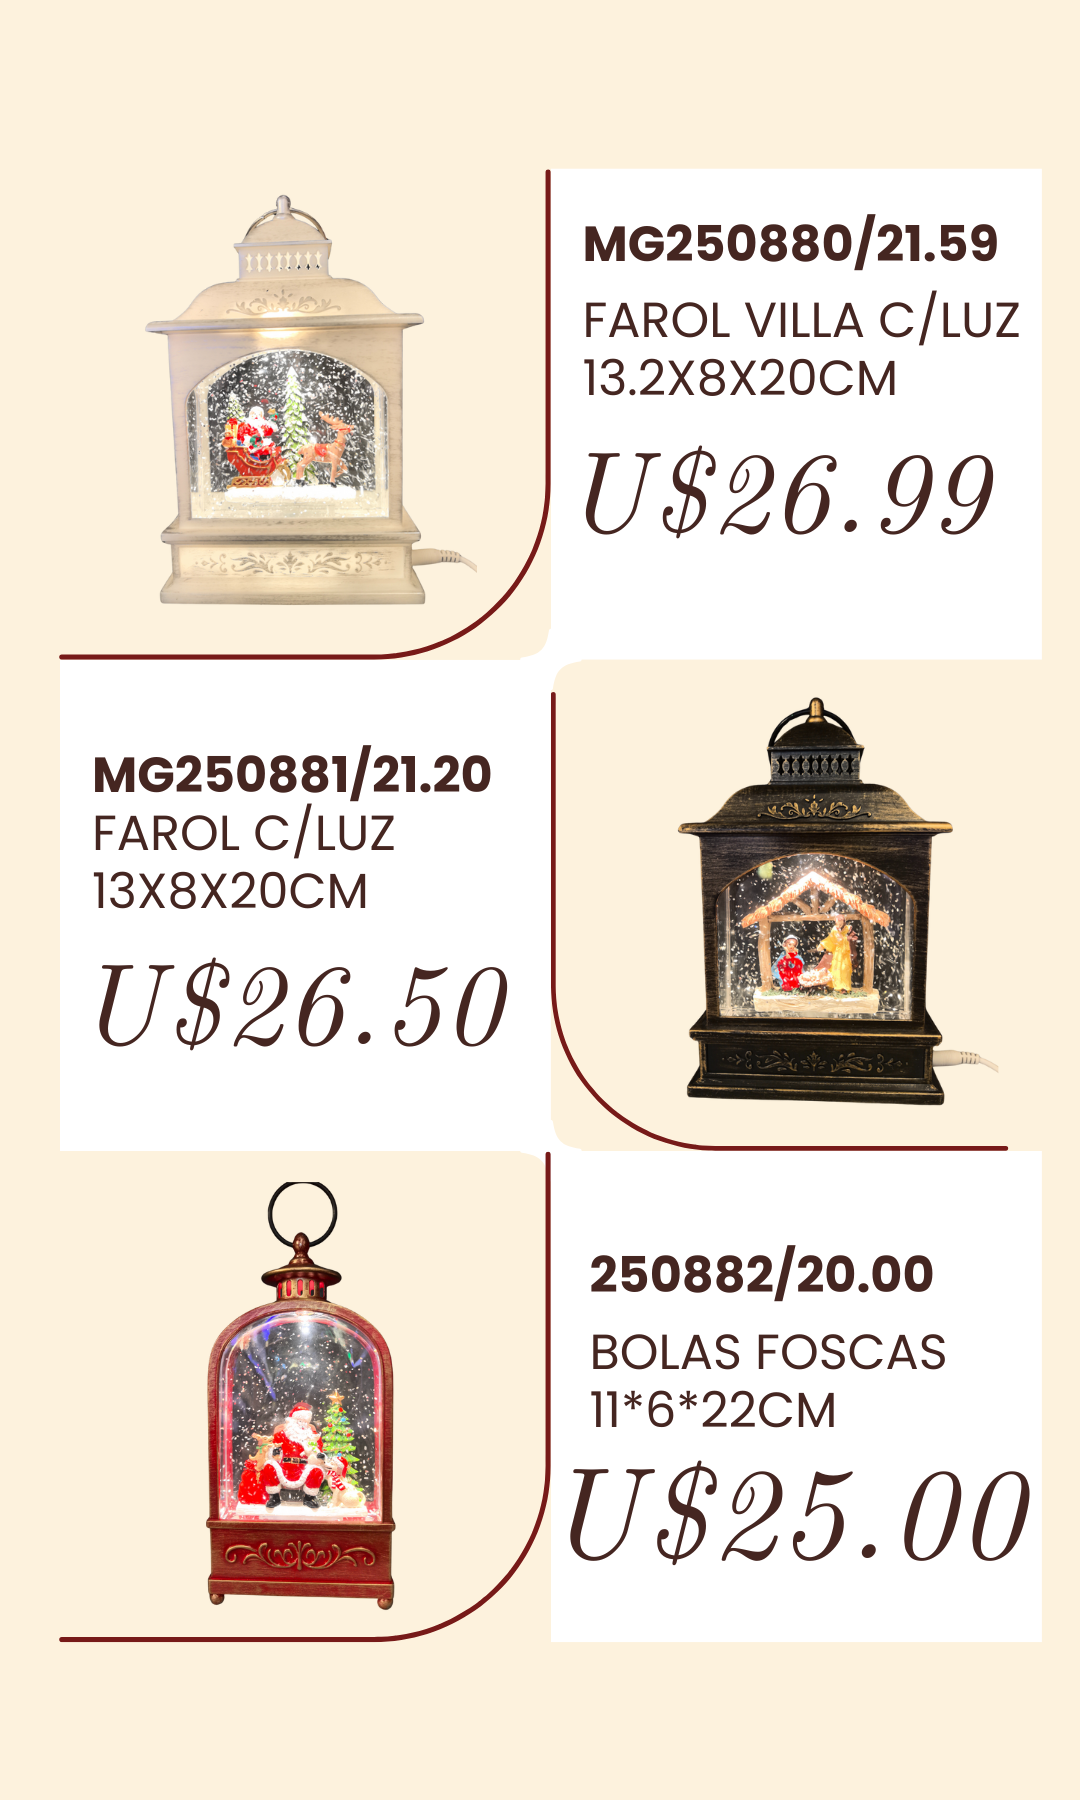 MG250880/21.59
FAROL VILLA C/LUZ
13.2X8X20CM
U$26.99
MG250881/21.20
FAROL C/LUZ
13X8X20CM
U$26.50
250882/20.00
BOLAS FOSCAS
11*6*22CM
U$25.00